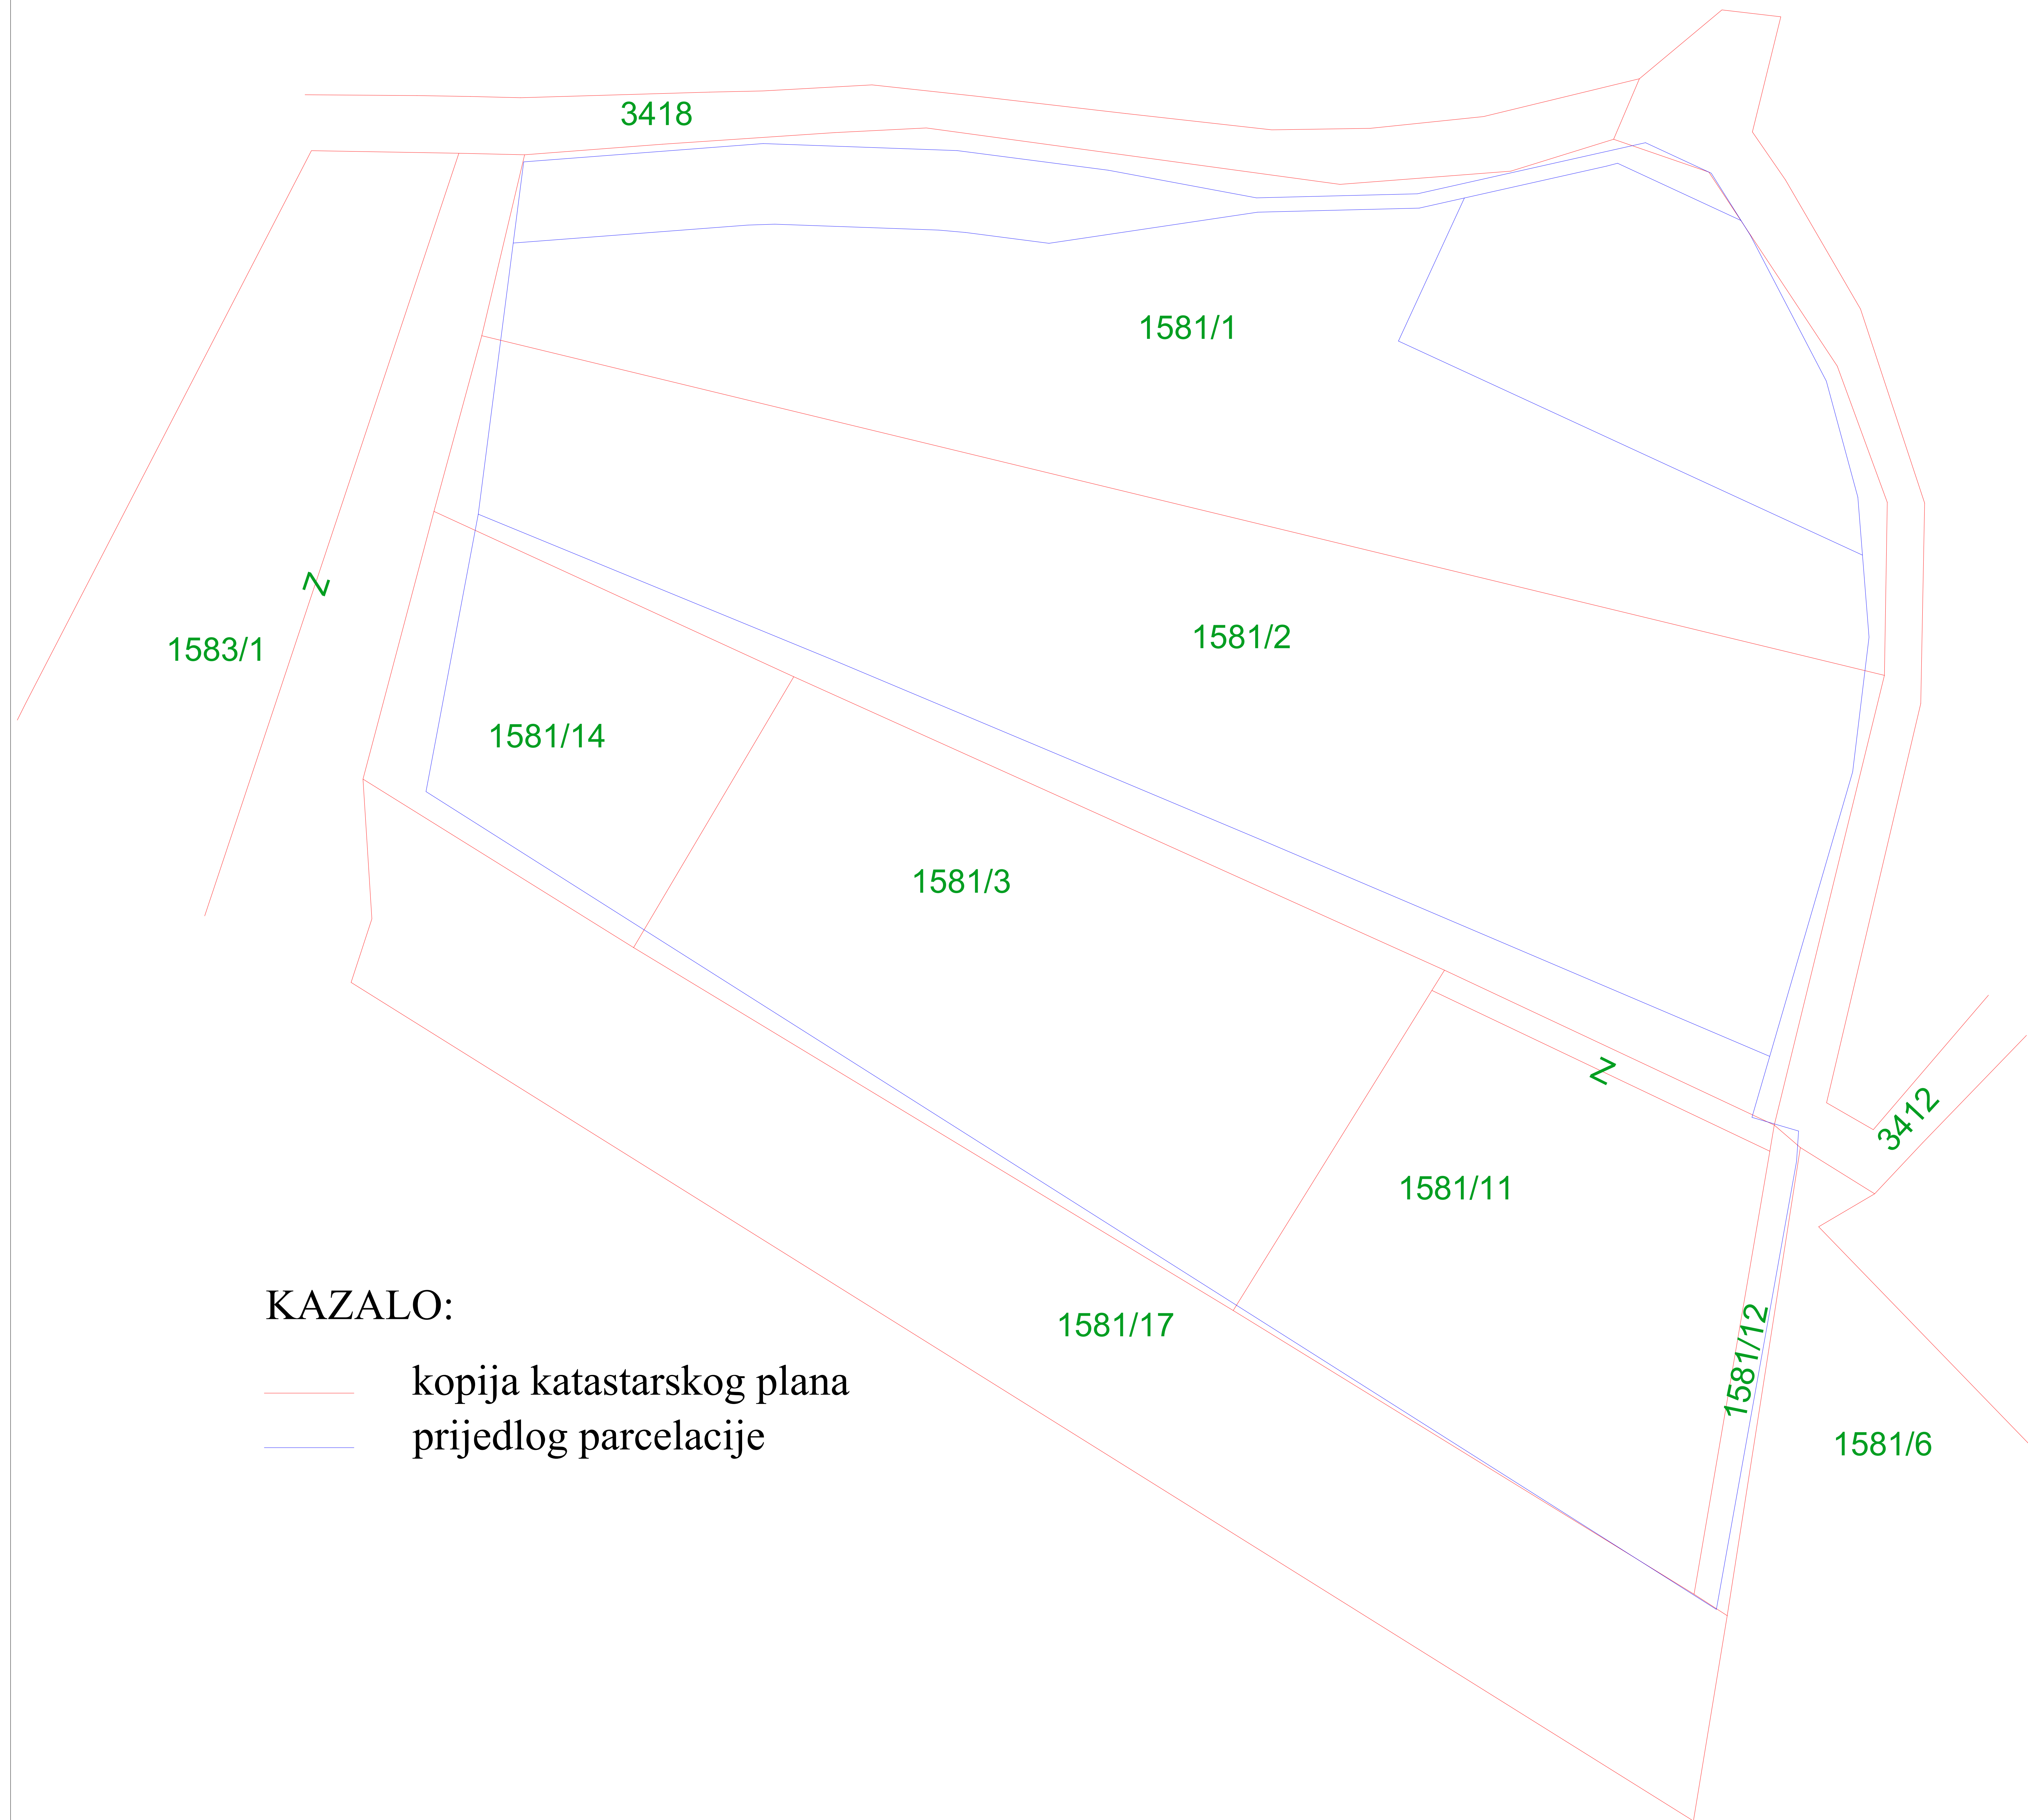 3418
1581/1
Z
1583/1
1581/2
1581/14
1581/3
Z
3412
1581/11
KAZALO:
1581/17
1581/12
kopija katastarskog plana
prijedlog parcelacije
1581/6